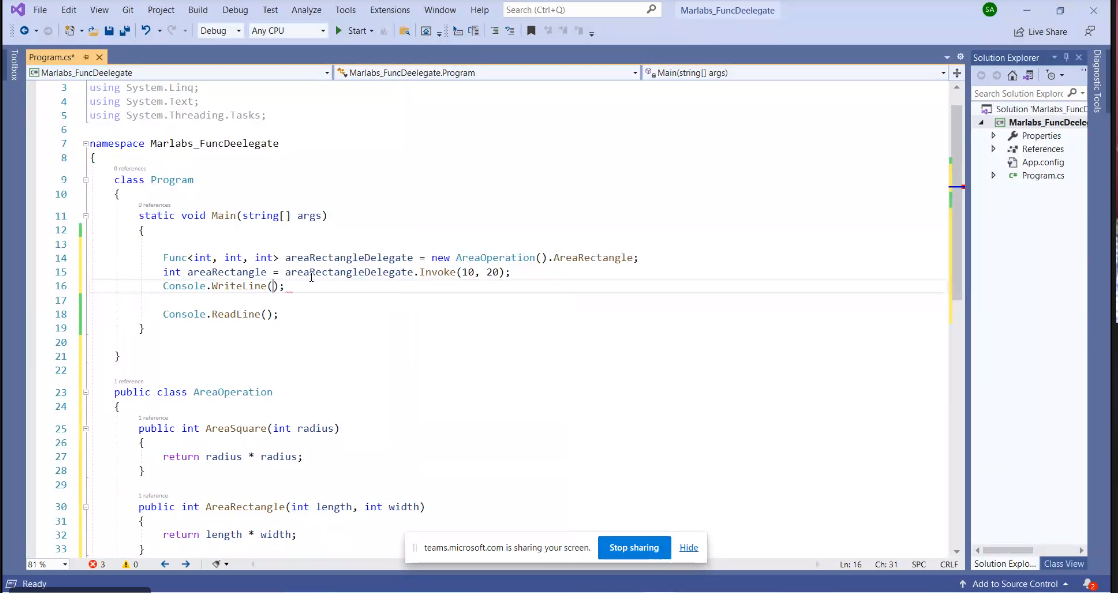 File Edit View Git Project Build Debug Test Analyze Tools Extensions Window Help Search (Ctrl+Q) Marlabs_FuncDeelegate SA
Debug Any CPU Start Live Share
Program.cs*
Solution Explorer
Marlabs_FuncDeelegate Marlabs_FuncDeelegate.Program Main(string[] args)
Toolbox
Diagnostic Tools
Search Solution Explorer
Solution 'Marlabs_FuncD
Marlabs_FuncDeele
Properties
References
App.config
Program.cs
3 using System.Linq;
4 using System.Text;
5 using System.Threading.Tasks;
6
7 namespace Marlabs_FuncDeelegate
8 {
0 references
9 class Program
10 {
0 references
11 static void Main(string[] args)
12 {
13
14 Func<int, int, int> areaRectangleDelegate = new AreaOperation().AreaRectangle;
15 int areaRectangle = areaRectangleDelegate.Invoke(10, 20);
16 Console.WriteLine();
17
18 Console.ReadLine();
19 }
20
21 }
22
1 reference
23 public class AreaOperation
24 {
1 reference
25 public int AreaSquare(int radius)
26 {
27 return radius * radius;
28 }
29
1 reference
30 public int AreaRectangle(int length, int width)
31 {
32 return length * width;
33 }
teams.microsoft.com is sharing your screen. Stop sharing Hide
81 % 3 0 Ln: 16 Ch: 31 SPC CRLF
Solution Explo... Class View
Ready Add to Source Control 2